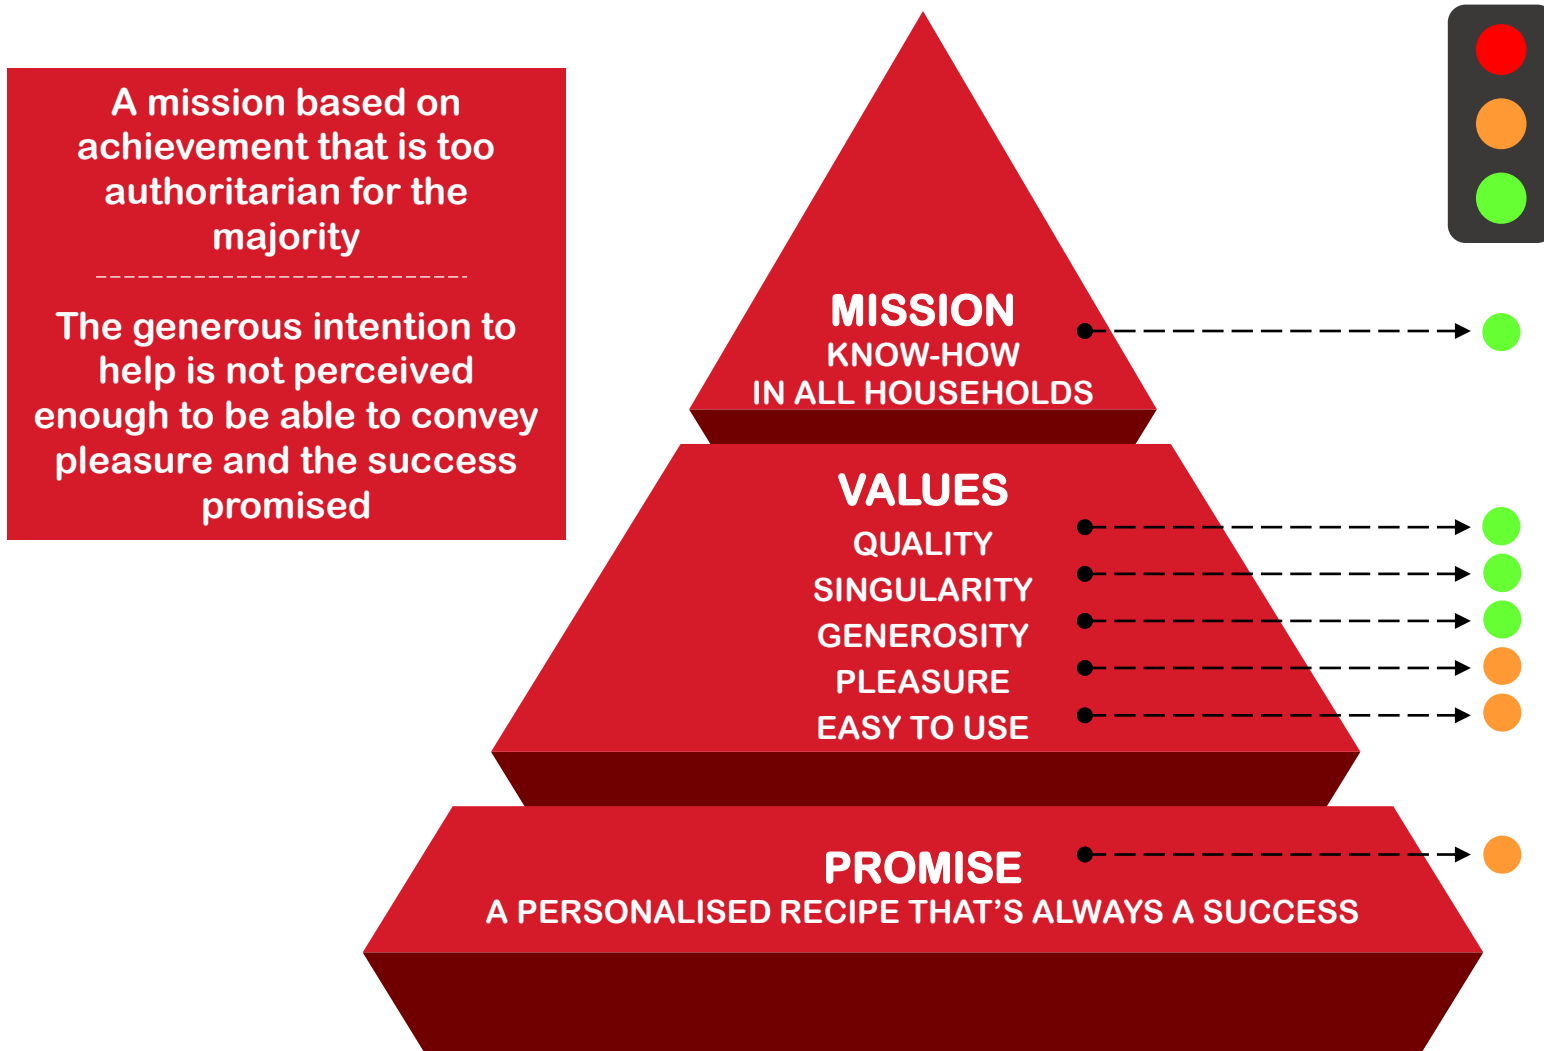 A mission based on
achievement that is too
authoritarian for the
majority
The generous intention to
help is not perceived
enough to be able to convey
pleasure and the success
promised
MISSION
KNOW-HOW
IN ALL HOUSEHOLDS
VALUES
QUALITY
SINGULARITY
GENEROSITY
PLEASURE
EASY TO USE
PROMISE
A PERSONALISED RECIPE THAT'S ALWAYS A SUCCESS